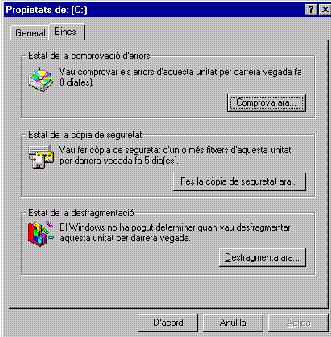 Propietats de: (C:)
General
Eines
Estat de la comprovació d'errors
Vau comprovar els errors d'aquesta unitat per darrera vegada fa
0 dia(es).
Comprova ara...
Estat de la còpia de seguretat
Vau fer còpia de seguretat d'un o més fitxers d'aquesta unitat
per darrera vegada fa 5 dia(es).
Fes la còpia de seguretat ara...
Estat de la desfragmentació
El Windows no ha pogut determinar quan vau desfragmentar
aquesta unitat per darrera vegada.
Desfragmenta ara...
D'acord
Anul·la
Aplica